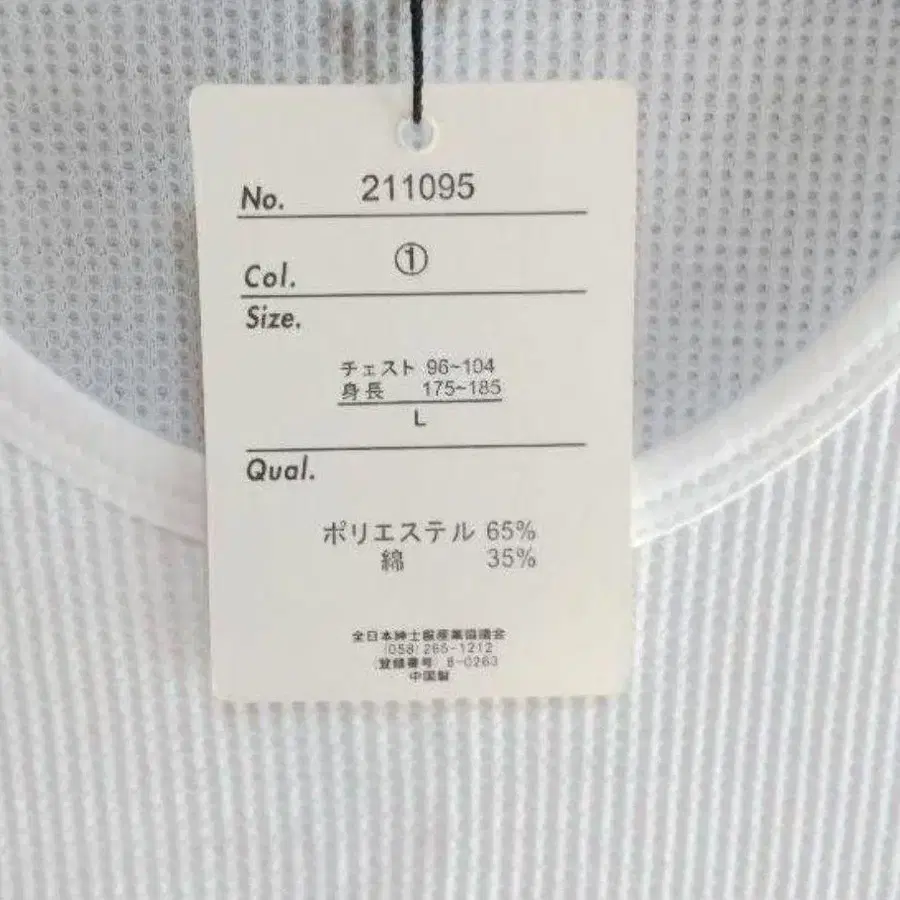 No. 211095
Col. ①
Size.
チェスト 96~104
身長 175~185
L
Qual.
ポリエステル 65%
綿 35%
全日本紳士服産業協議会
(058) 265-1212
(登録番号) 8-0263
中国製